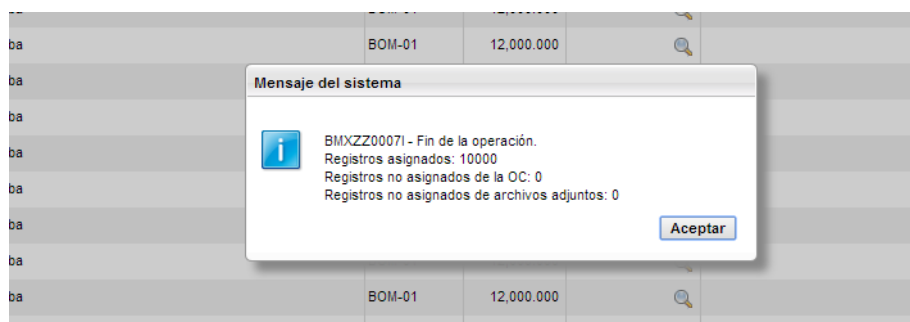 ba BOM-01 12,000.000
ba
Mensaje del sistema
ba
BMXZZ0007I - Fin de la operación.
ba
Registros asignados: 10000
Registros no asignados de la OC: 0
ba
Registros no asignados de archivos adjuntos: 0
ba
Aceptar
ba
ba BOM-01 12,000.000